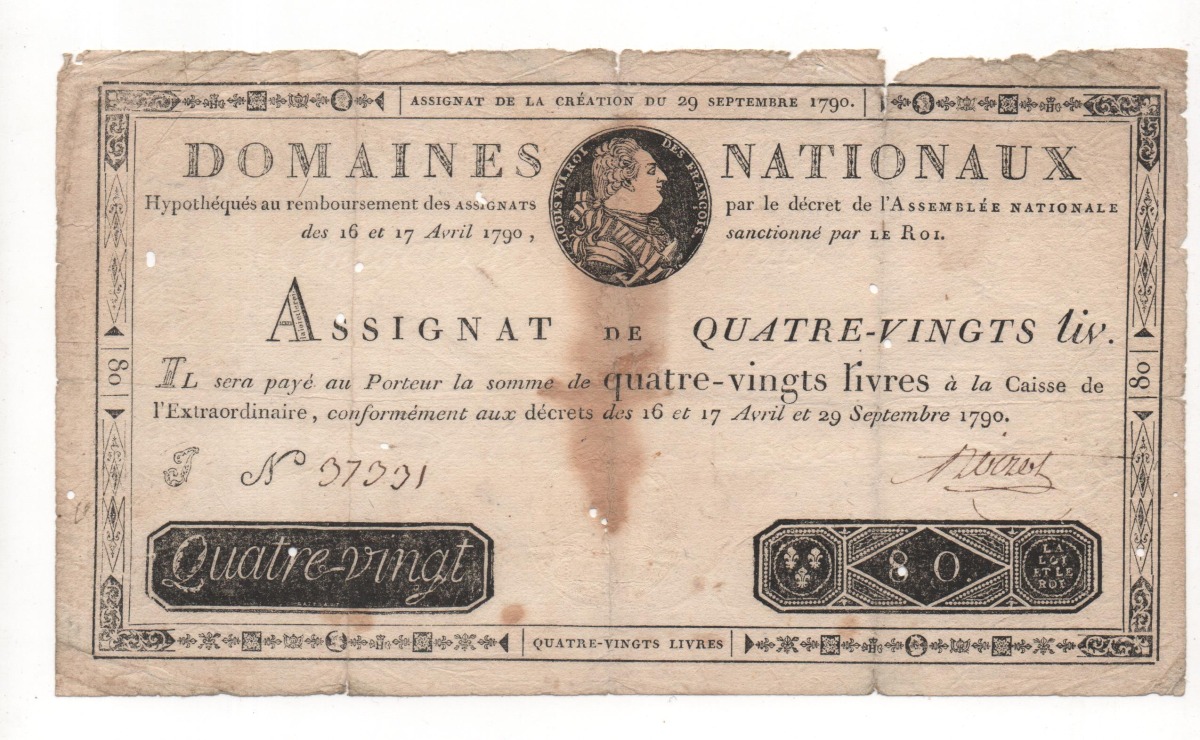 ASSIGNAT DE LA CRÉATION DU 29 SEPTEMBRE 1790.
DOMAINES NATIONAUX
LOUIS XVI, ROI DES FRANÇOIS.
Hypothéqués au remboursement des ASSIGNATS par le décret de l'ASSEMBLÉE NATIONALE
des 16 et 17 Avril 1790, sanctionné par LE ROI.
ASSIGNAT DE QUATRE-VINGTS liv.
IL sera payé au Porteur la somme de quatre-vingts livres à la Caisse de
l'Extraordinaire, conformément aux décrets des 16 et 17 Avril et 29 Septembre 1790.
80
80
J N° 37331
Quatre-vingt
80.
LA
LOI
ET LE
ROI
QUATRE-VINGTS LIVRES